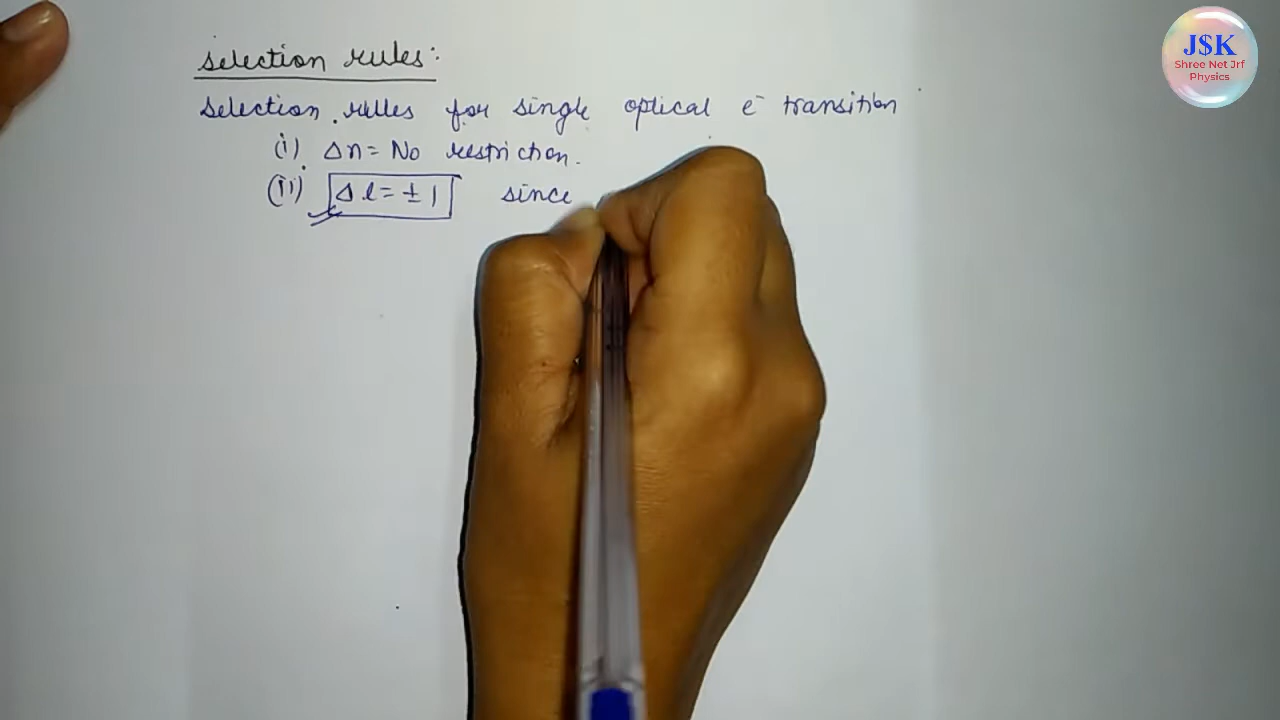 selection rules:
selection rules for single optical e⁻ transition
(i) Δn = No restriction.
(ii) Δl = ± 1 since
J$K
Shree Net Jrf
Physics